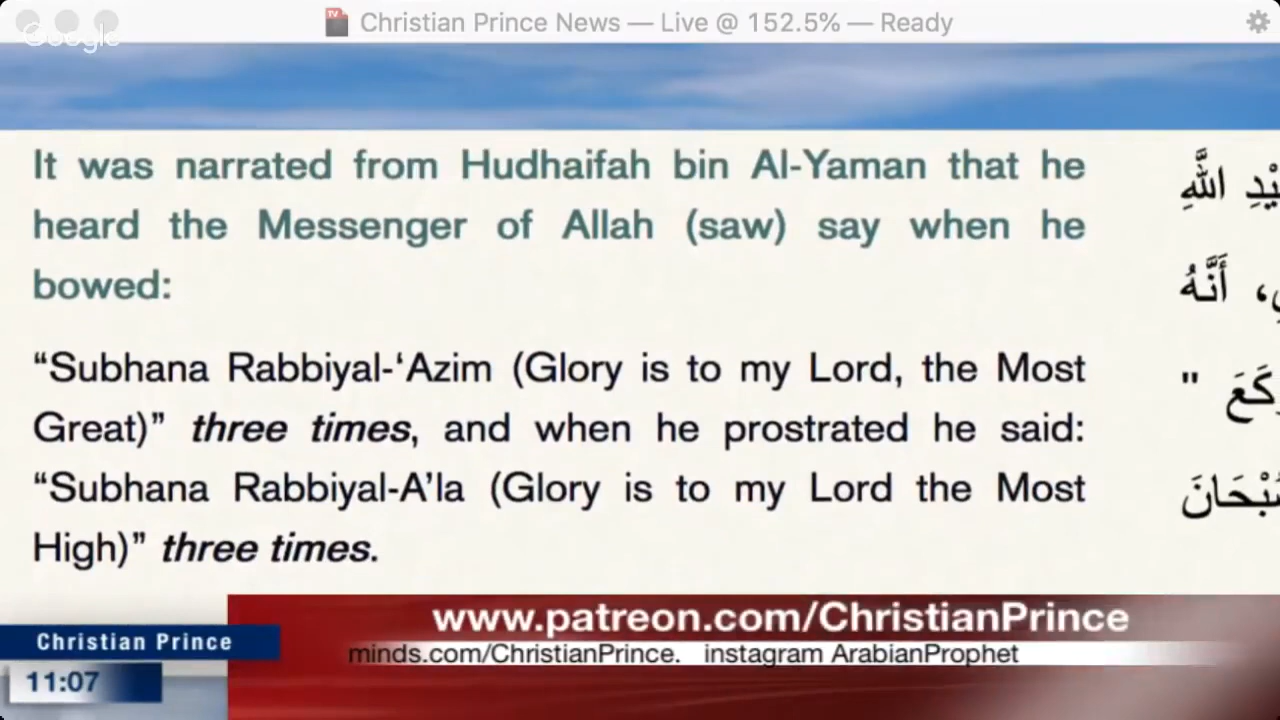 Christian Prince News — Live @ 152.5% — Ready
Google
It was narrated from Hudhaifah bin Al-Yaman that he
heard the Messenger of Allah (saw) say when he
bowed:
“Subhana Rabbiyal-‘Azim (Glory is to my Lord, the Most
Great)” three times, and when he prostrated he said:
“Subhana Rabbiyal-A’la (Glory is to my Lord the Most
High)” three times.
اللَّهِ
، أَنَّهُ
رَكَعَ "
سُبْحَانَ
www.patreon.com/ChristianPrince
Christian Prince
minds.com/ChristianPrince. instagram ArabianProphet
11:07